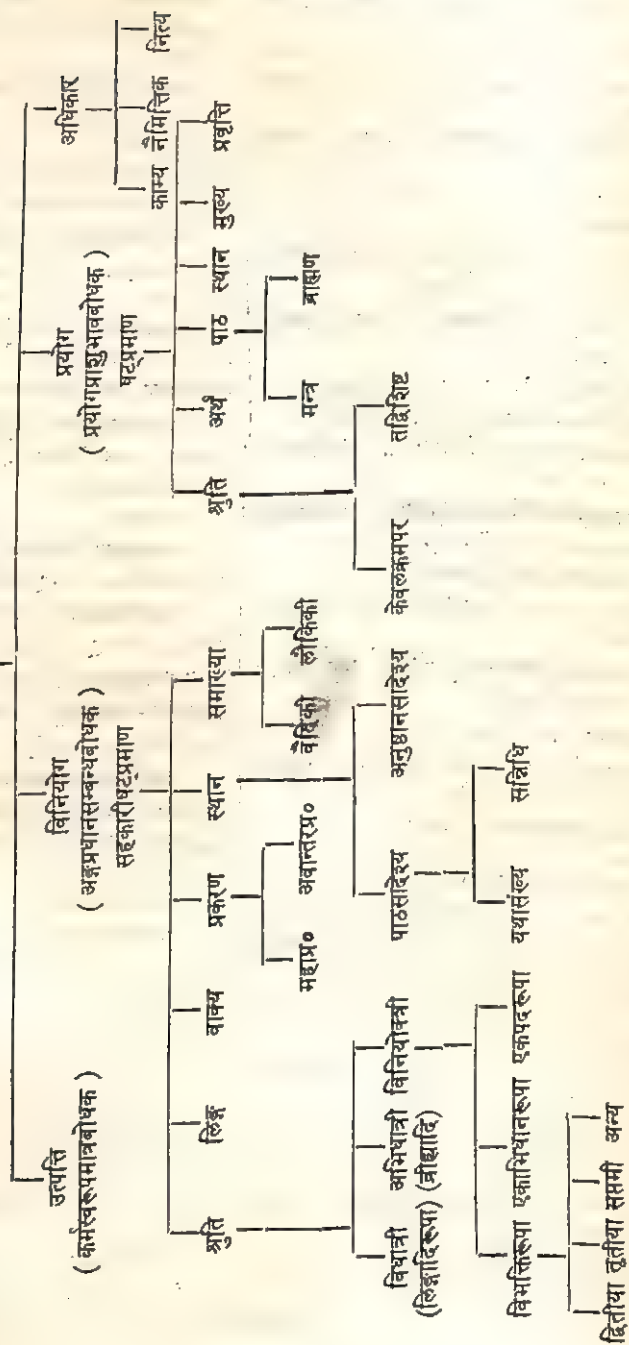 उत्पत्ति विनियोग प्रयोग अधिकार
( कर्मस्वरूपमात्रबोधक ) ( अङ्गप्रधानसम्बन्धबोधक ) ( प्रयोगप्राशुभावबोधक )
सहकारीषट्प्रमाण षट्प्रमाण
काम्य नैमित्तिक नित्य
श्रुति लिङ्ग वाक्य प्रकरण स्थान समाख्या
श्रुति अर्थ पाठ स्थान मुख्य प्रवृत्ति
महाप्र० अवान्तरप्र० वैदिकी लौकिकी
मन्त्र ब्राह्मण
विधात्री अभिधात्री विनियोक्त्री
(लिङ्गादिरूपा) (व्रीह्यादि)
पाठसादेश्य अनुष्ठानसादेश्य
केवलक्रमपर तद्विशिष्ट
विभक्तिरूपा एकाभिधानरूपा एकपदरूपा
यथासंख्य सन्निधि
द्वितीया तृतीया सप्तमी अन्य